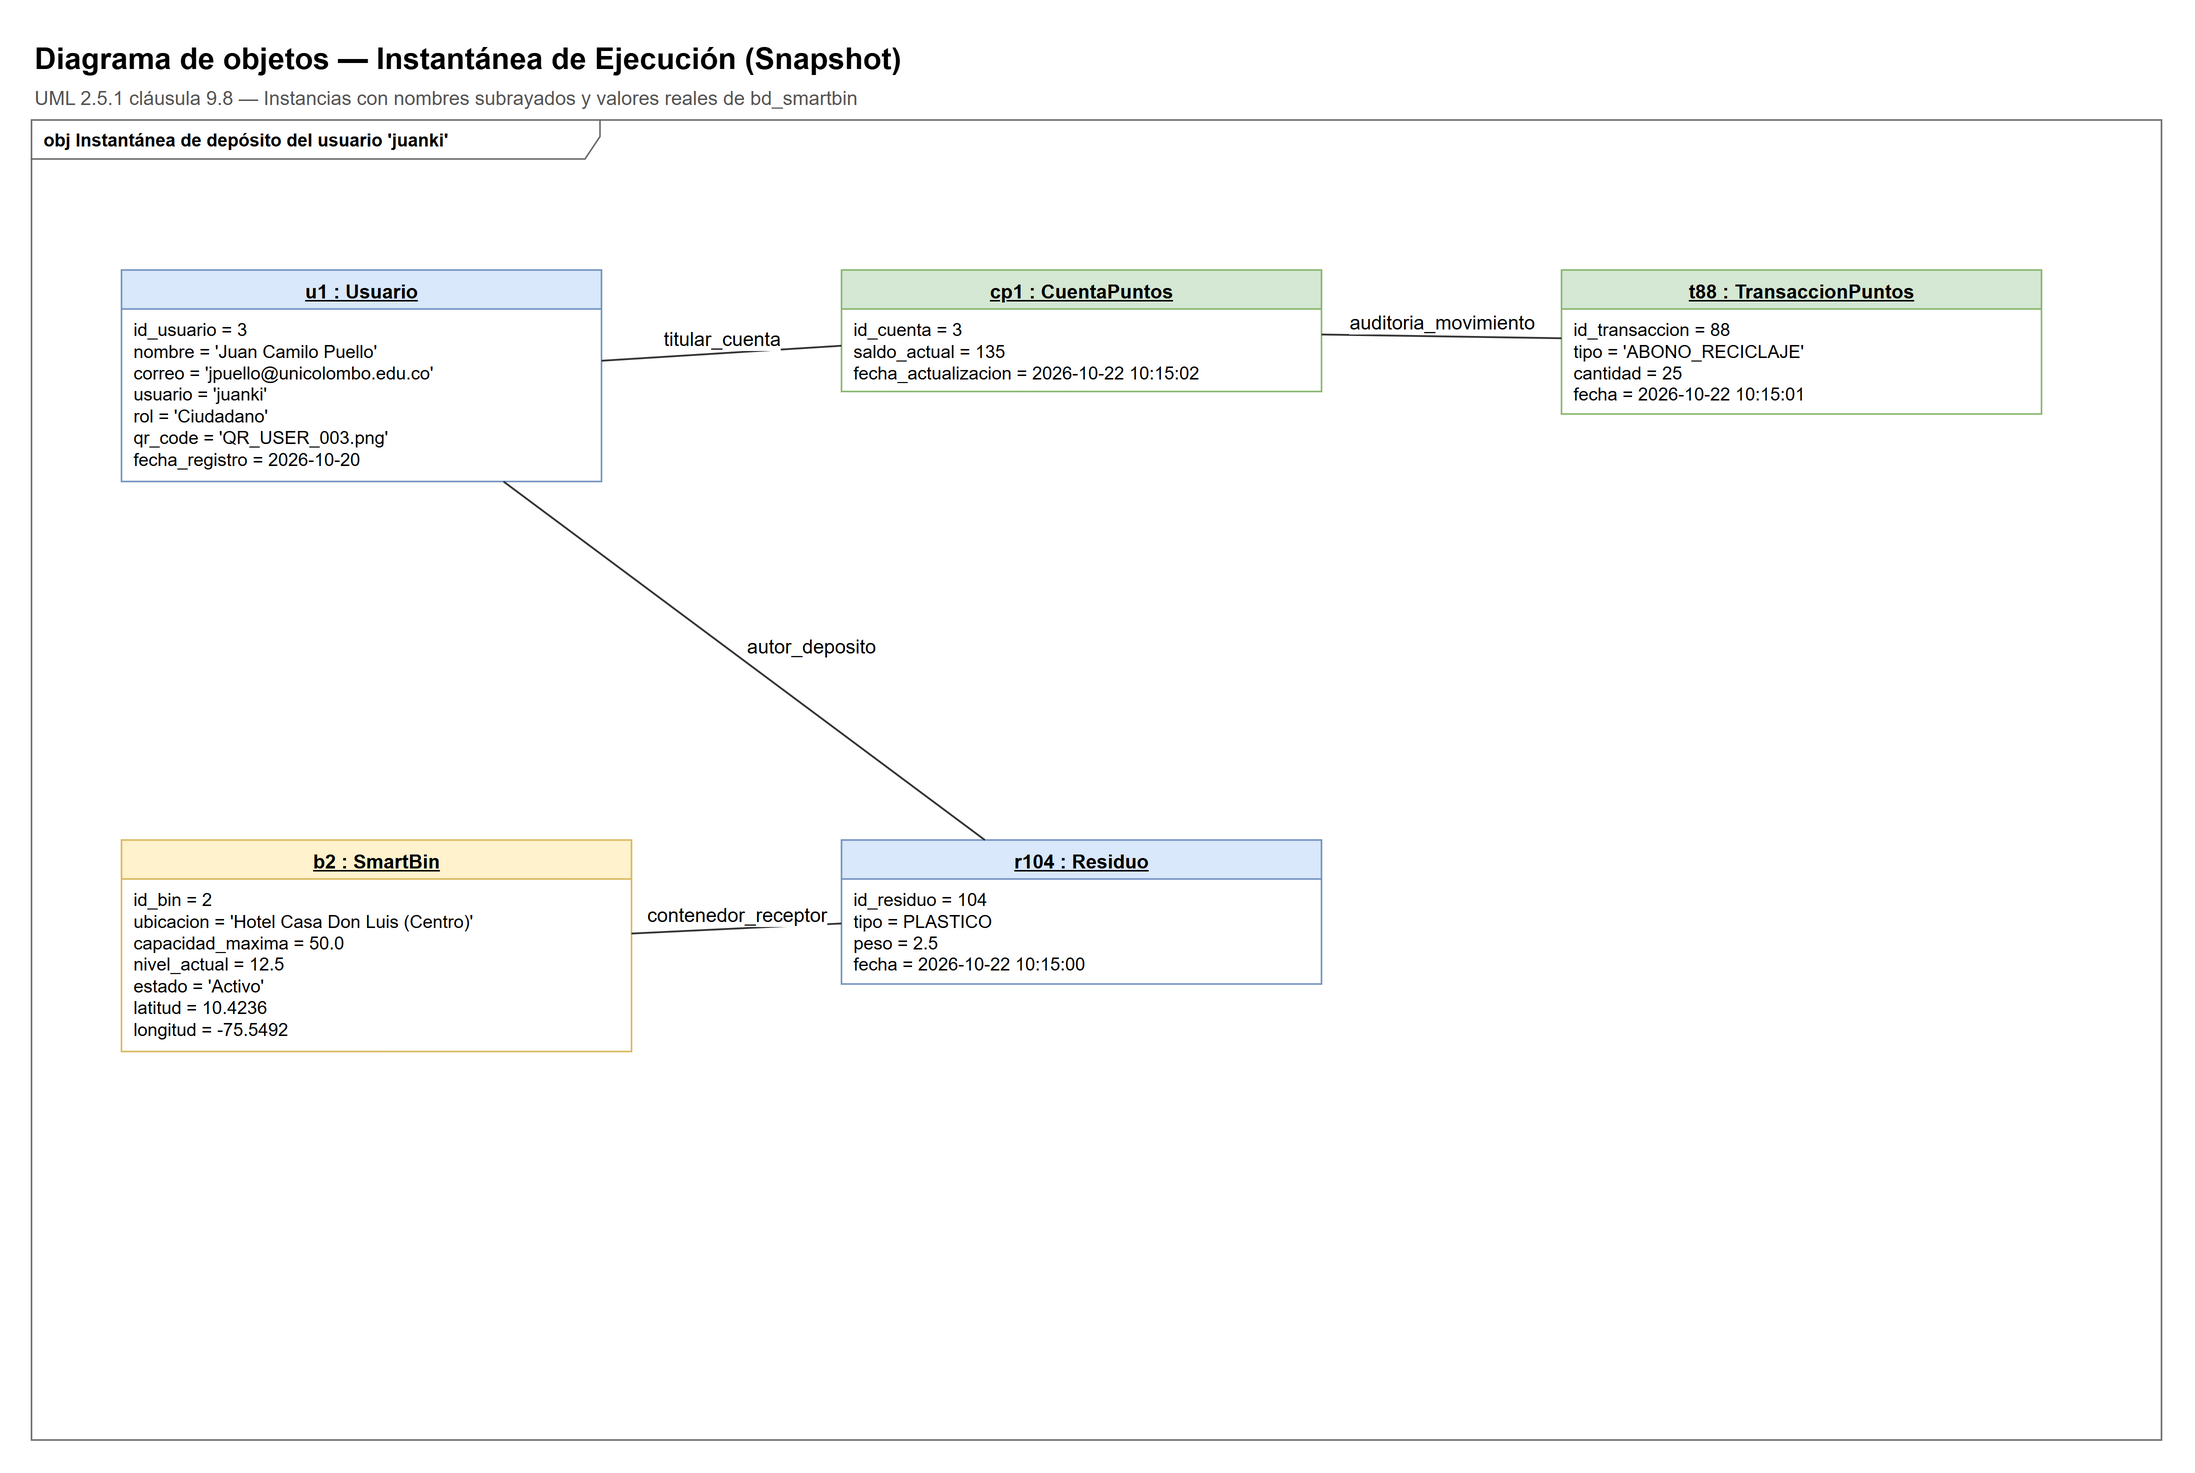 Diagrama de objetos — Instantánea de Ejecución (Snapshot)
UML 2.5.1 cláusula 9.8 — Instancias con nombres subrayados y valores reales de bd_smartbin
obj Instantánea de depósito del usuario 'juanki'
u1 : Usuario
id_usuario = 3
nombre = 'Juan Camilo Puello'
correo = 'jpuello@unicolombo.edu.co'
usuario = 'juanki'
rol = 'Ciudadano'
qr_code = 'QR_USER_003.png'
fecha_registro = 2026-10-20
titular_cuenta
cp1 : CuentaPuntos
id_cuenta = 3
saldo_actual = 135
fecha_actualizacion = 2026-10-22 10:15:02
auditoria_movimiento
t88 : TransaccionPuntos
id_transaccion = 88
tipo = 'ABONO_RECICLAJE'
cantidad = 25
fecha = 2026-10-22 10:15:01
autor_deposito
b2 : SmartBin
id_bin = 2
ubicacion = 'Hotel Casa Don Luis (Centro)'
capacidad_maxima = 50.0
nivel_actual = 12.5
estado = 'Activo'
latitud = 10.4236
longitud = -75.5492
contenedor_receptor
r104 : Residuo
id_residuo = 104
tipo = PLASTICO
peso = 2.5
fecha = 2026-10-22 10:15:00